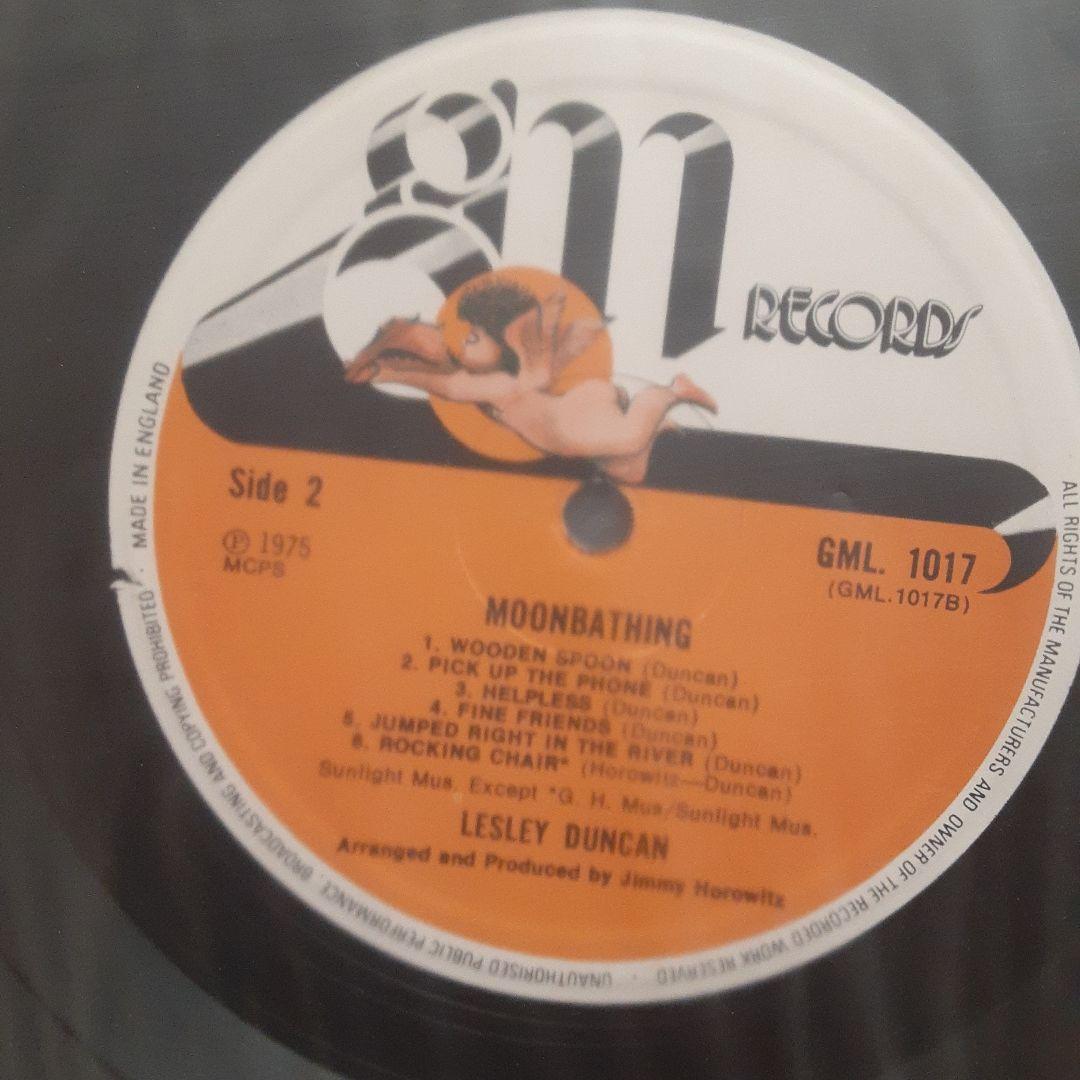 gm
RECORDS
Side 2
Ⓟ 1975
MCPS
GML. 1017
(GML.1017B)
MOONBATHING
1. WOODEN SPOON (Duncan)
2. PICK UP THE PHONE (Duncan)
3. HELPLESS (Duncan)
4. FINE FRIENDS (Duncan)
5. JUMPED RIGHT IN THE RIVER (Duncan)
6. ROCKING CHAIR* (Horowitz—Duncan)
Sunlight Mus. Except *G. H. Mus/Sunlight Mus.
LESLEY DUNCAN
Arranged and Produced by Jimmy Horowitz
ALL RIGHTS OF THE MANUFACTURERS AND OWNER OF THE RECORDED WORK RESERVED · UNAUTHORISED PUBLIC PERFORMANCE, BROADCASTING AND COPYING PROHIBITED · MADE IN ENGLAND